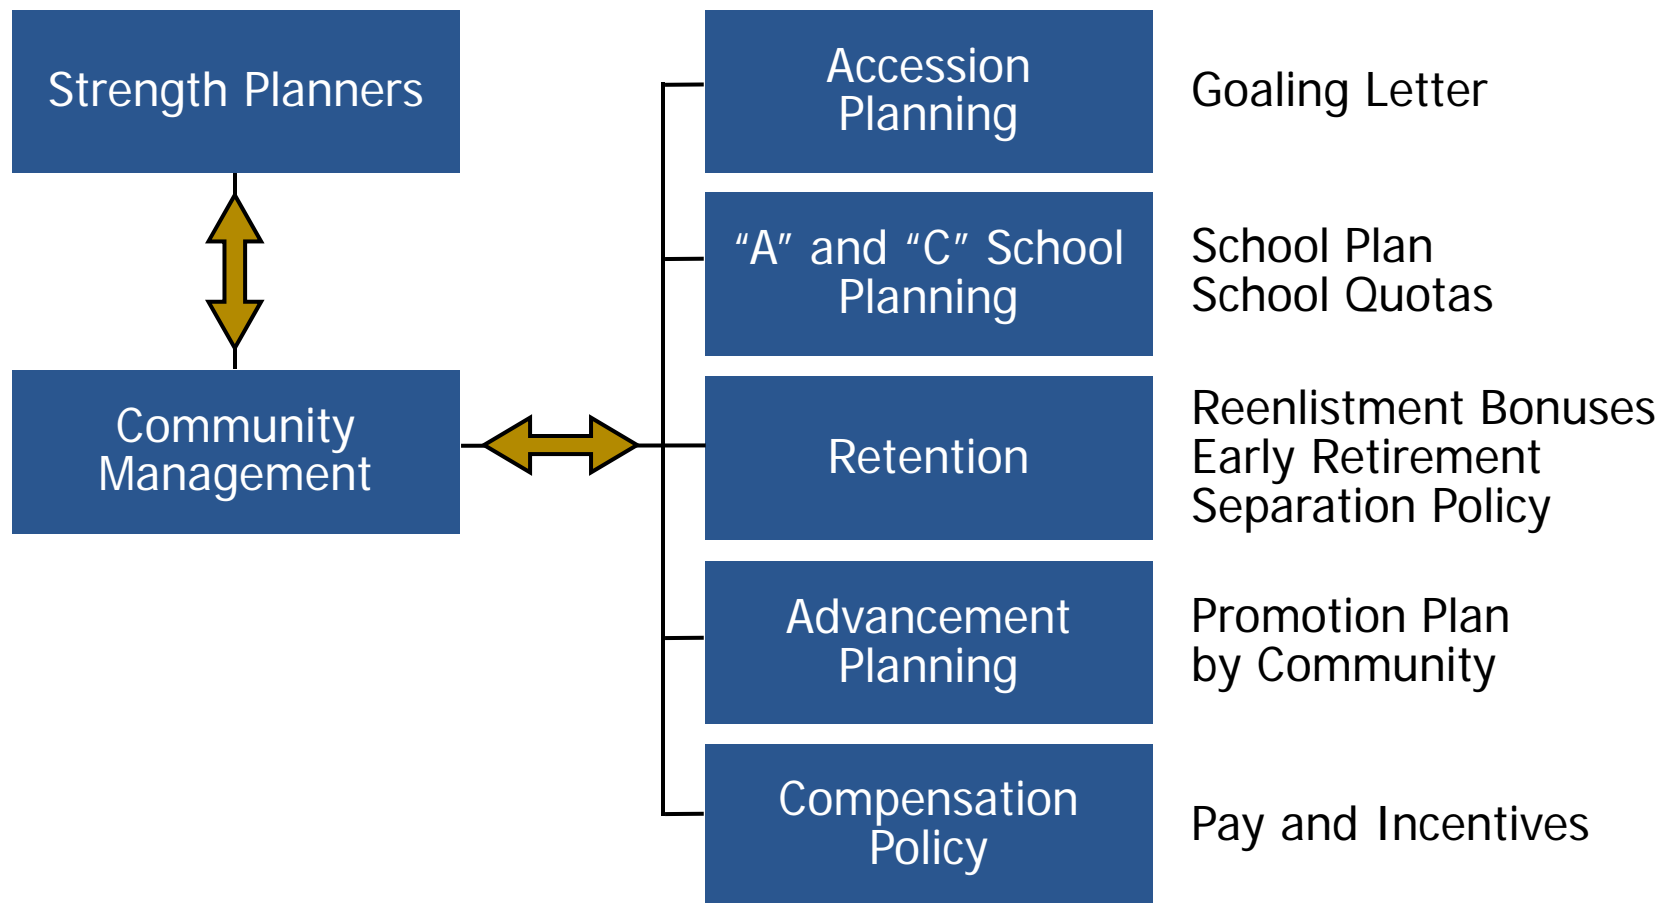 Strength Planners
Community
Management
Accession
Planning
Goaling Letter
“A” and “C” School
Planning
School Plan
School Quotas
Retention
Reenlistment Bonuses
Early Retirement
Separation Policy
Advancement
Planning
Promotion Plan
by Community
Compensation
Policy
Pay and Incentives